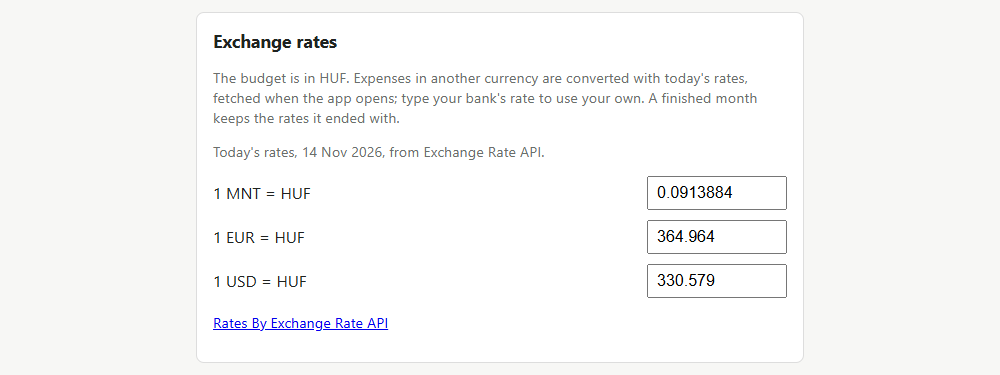 Exchange rates
The budget is in HUF. Expenses in another currency are converted with today's rates,
fetched when the app opens; type your bank's rate to use your own. A finished month
keeps the rates it ended with.
Today's rates, 14 Nov 2026, from Exchange Rate API.
1 MNT = HUF 0.0913884
1 EUR = HUF 364.964
1 USD = HUF 330.579
Rates By Exchange Rate API